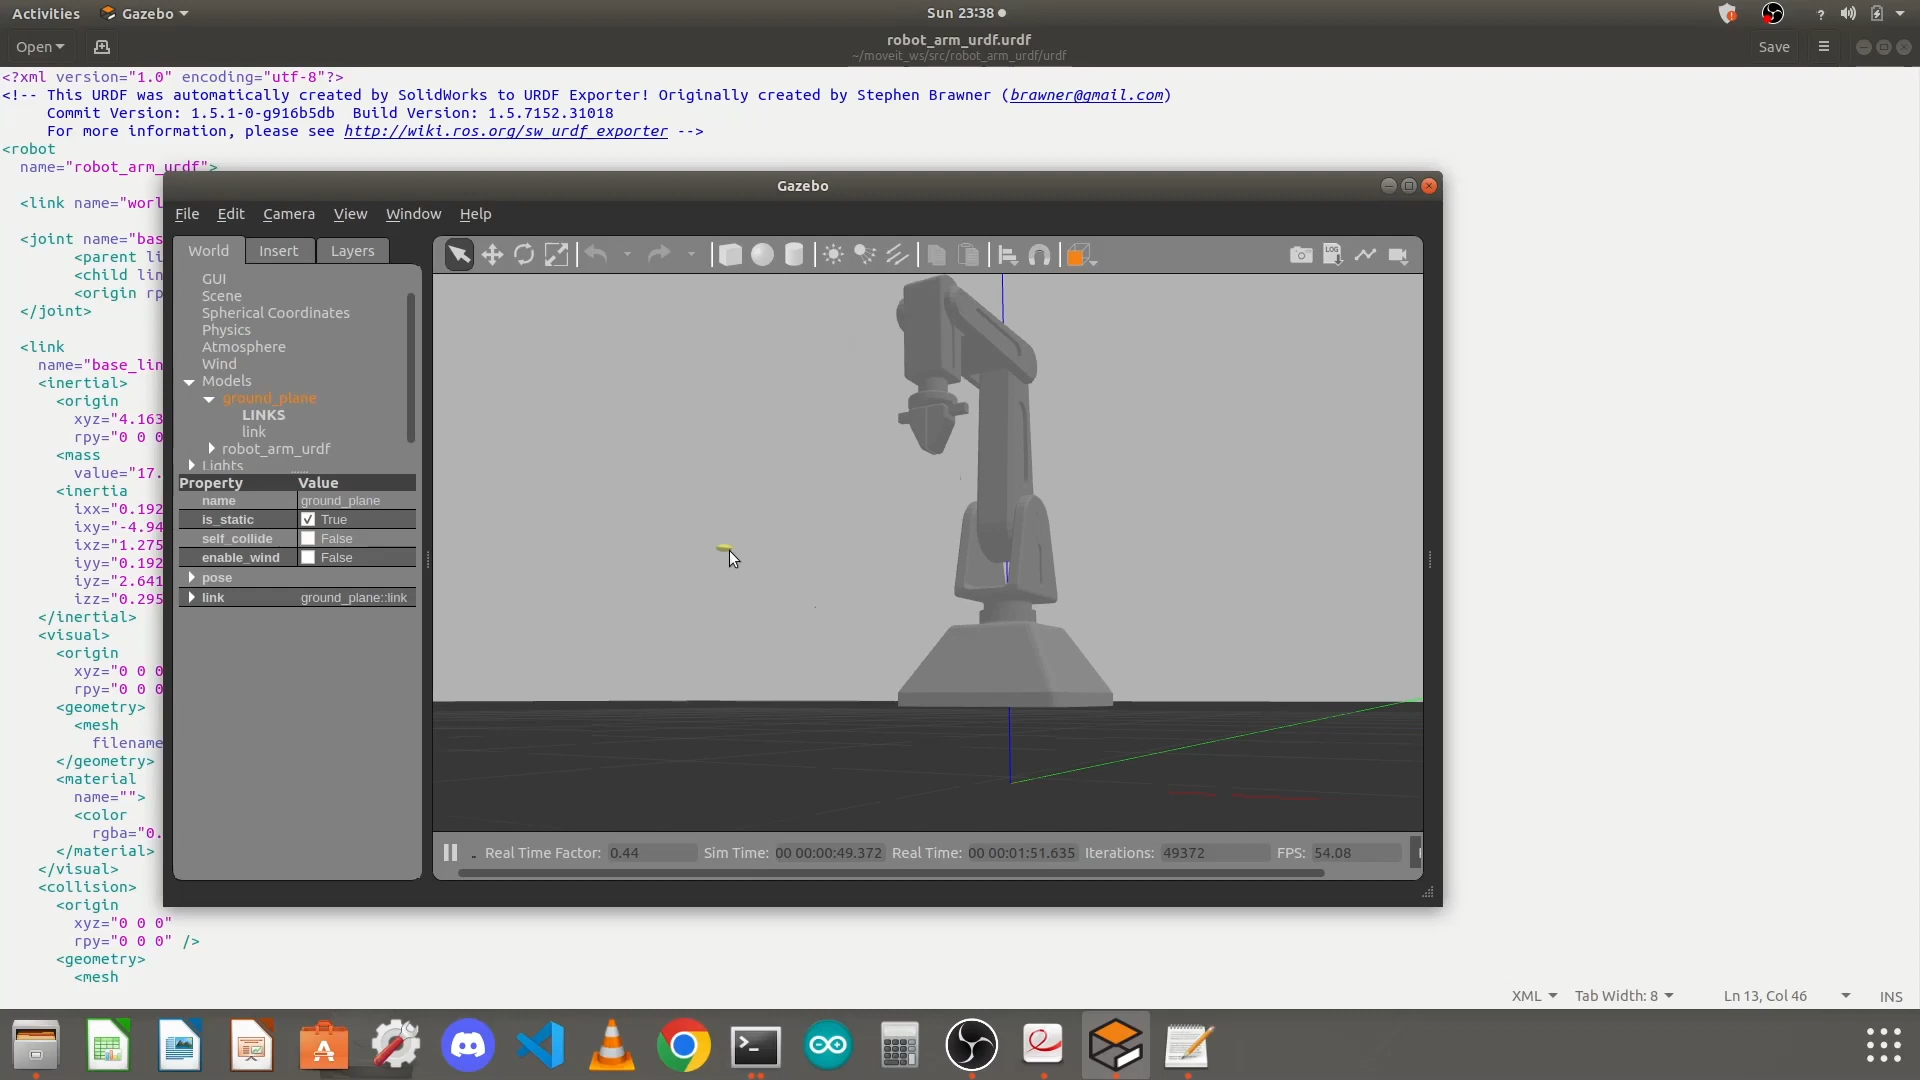 Activities Gazebo Sun 23:38 ?
Open robot_arm_urdf.urdf Save
~/moveit_ws/src/robot_arm_urdf/urdf
<?xml version="1.0" encoding="utf-8"?>
<!-- This URDF was automatically created by SolidWorks to URDF Exporter! Originally created by Stephen Brawner (brawner@gmail.com)
Commit Version: 1.5.1-0-g916b5db  Build Version: 1.5.7152.31018
For more information, please see http://wiki.ros.org/sw_urdf_exporter -->
<robot
name="robot_arm_urdf">
<link name="worl
<joint name="bas
<parent li
<child lin
<origin rp
</joint>
<link
name="base_lin
<inertial>
<origin
xyz="4.163
rpy="0 0 0
<mass
value="17.
<inertia
ixx="0.192
ixy="-4.94
ixz="1.275
iyy="0.192
iyz="2.641
izz="0.295
</inertial>
<visual>
<origin
xyz="0 0 0
rpy="0 0 0
<geometry>
<mesh
filename
</geometry>
<material
name="">
<color
rgba="0.
</material>
</visual>
<collision>
<origin
xyz="0 0 0"
rpy="0 0 0" />
<geometry>
<mesh
Gazebo
File Edit Camera View Window Help
World Insert Layers
LOG
GUI
Scene
Spherical Coordinates
Physics
Atmosphere
Wind
Models
ground_plane
LINKS
link
robot_arm_urdf
Lights
Property Value
name ground_plane
is_static True
self_collide False
enable_wind False
pose
link ground_plane::link
Real Time Factor: 0.44 Sim Time: 00 00:00:49.372 Real Time: 00 00:01:51.635 Iterations: 49372 FPS: 54.08
XML Tab Width: 8 Ln 13, Col 46 INS